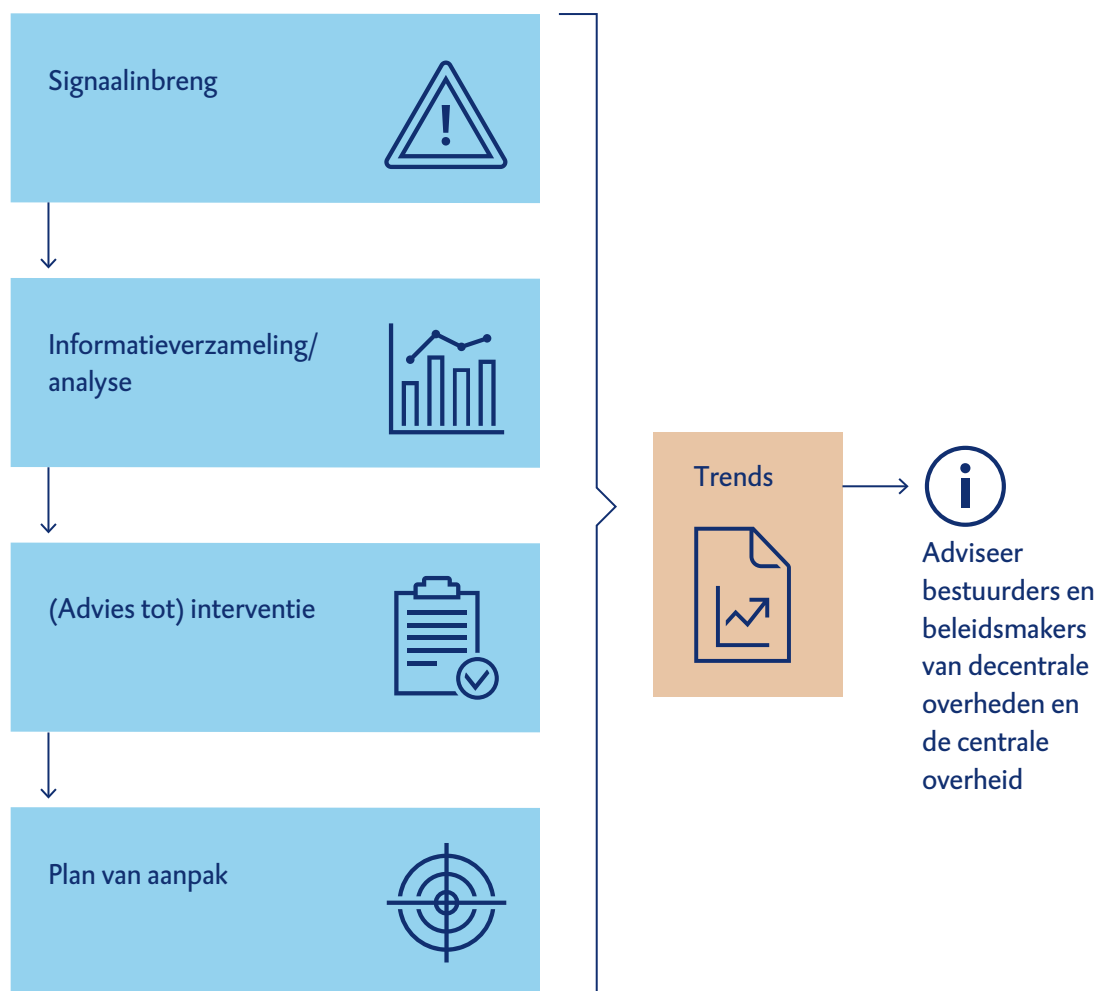 Signaalinbreng
Informatieverzameling/
analyse
(Advies tot) interventie
Plan van aanpak
Trends
Adviseer
bestuurders en
beleidsmakers
van decentrale
overheden en
de centrale
overheid